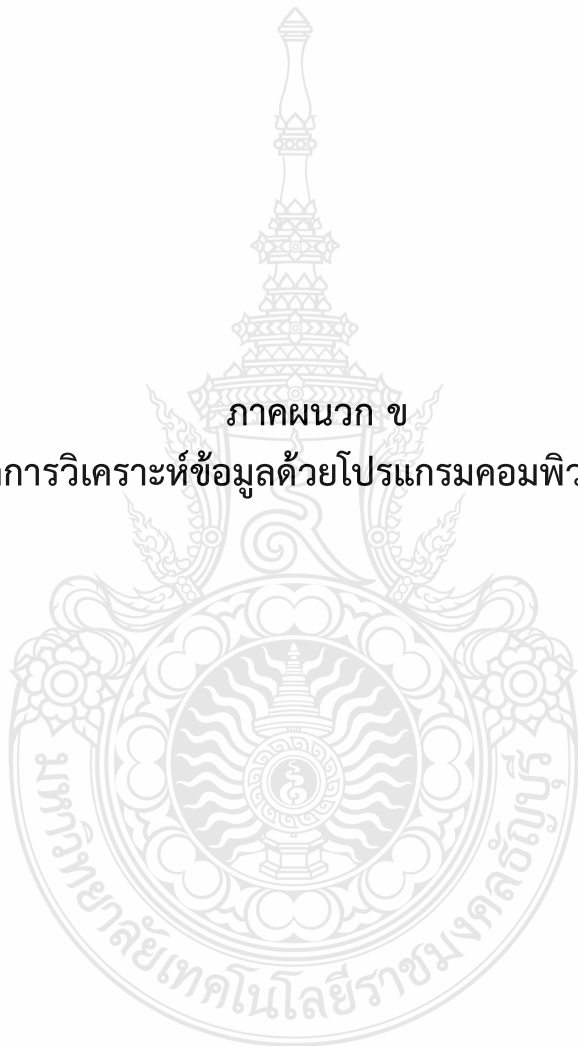 ภาคผนวก ข
การวิเคราะห์ข้อมูลด้วยโปรแกรมคอมพิว
มหาวิทยาลัยเทคโนโลยีราชมงคลธัญบุรี